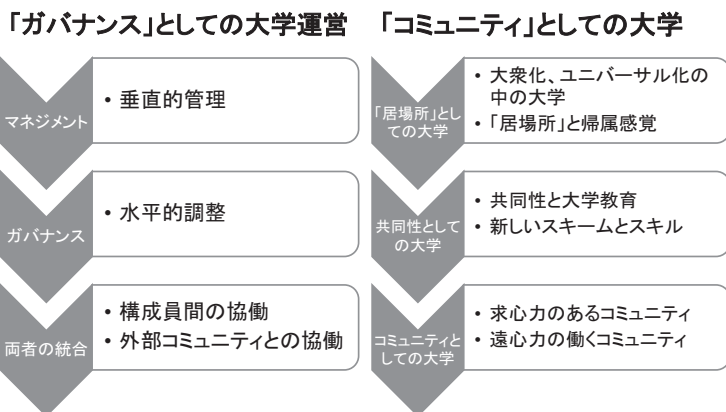 「ガバナンス」としての大学運営
マネジメント
• 垂直的管理
ガバナンス
• 水平的調整
両者の統合
• 構成員間の協働
• 外部コミュニティとの協働
「コミュニティ」としての大学
「居場所」とし
ての大学
• 大衆化、ユニバーサル化の
中の大学
• 「居場所」と帰属感覚
共同性として
の大学
• 共同性と大学教育
• 新しいスキームとスキル
コミュニティと
しての大学
• 求心力のあるコミュニティ
• 遠心力の働くコミュニティ